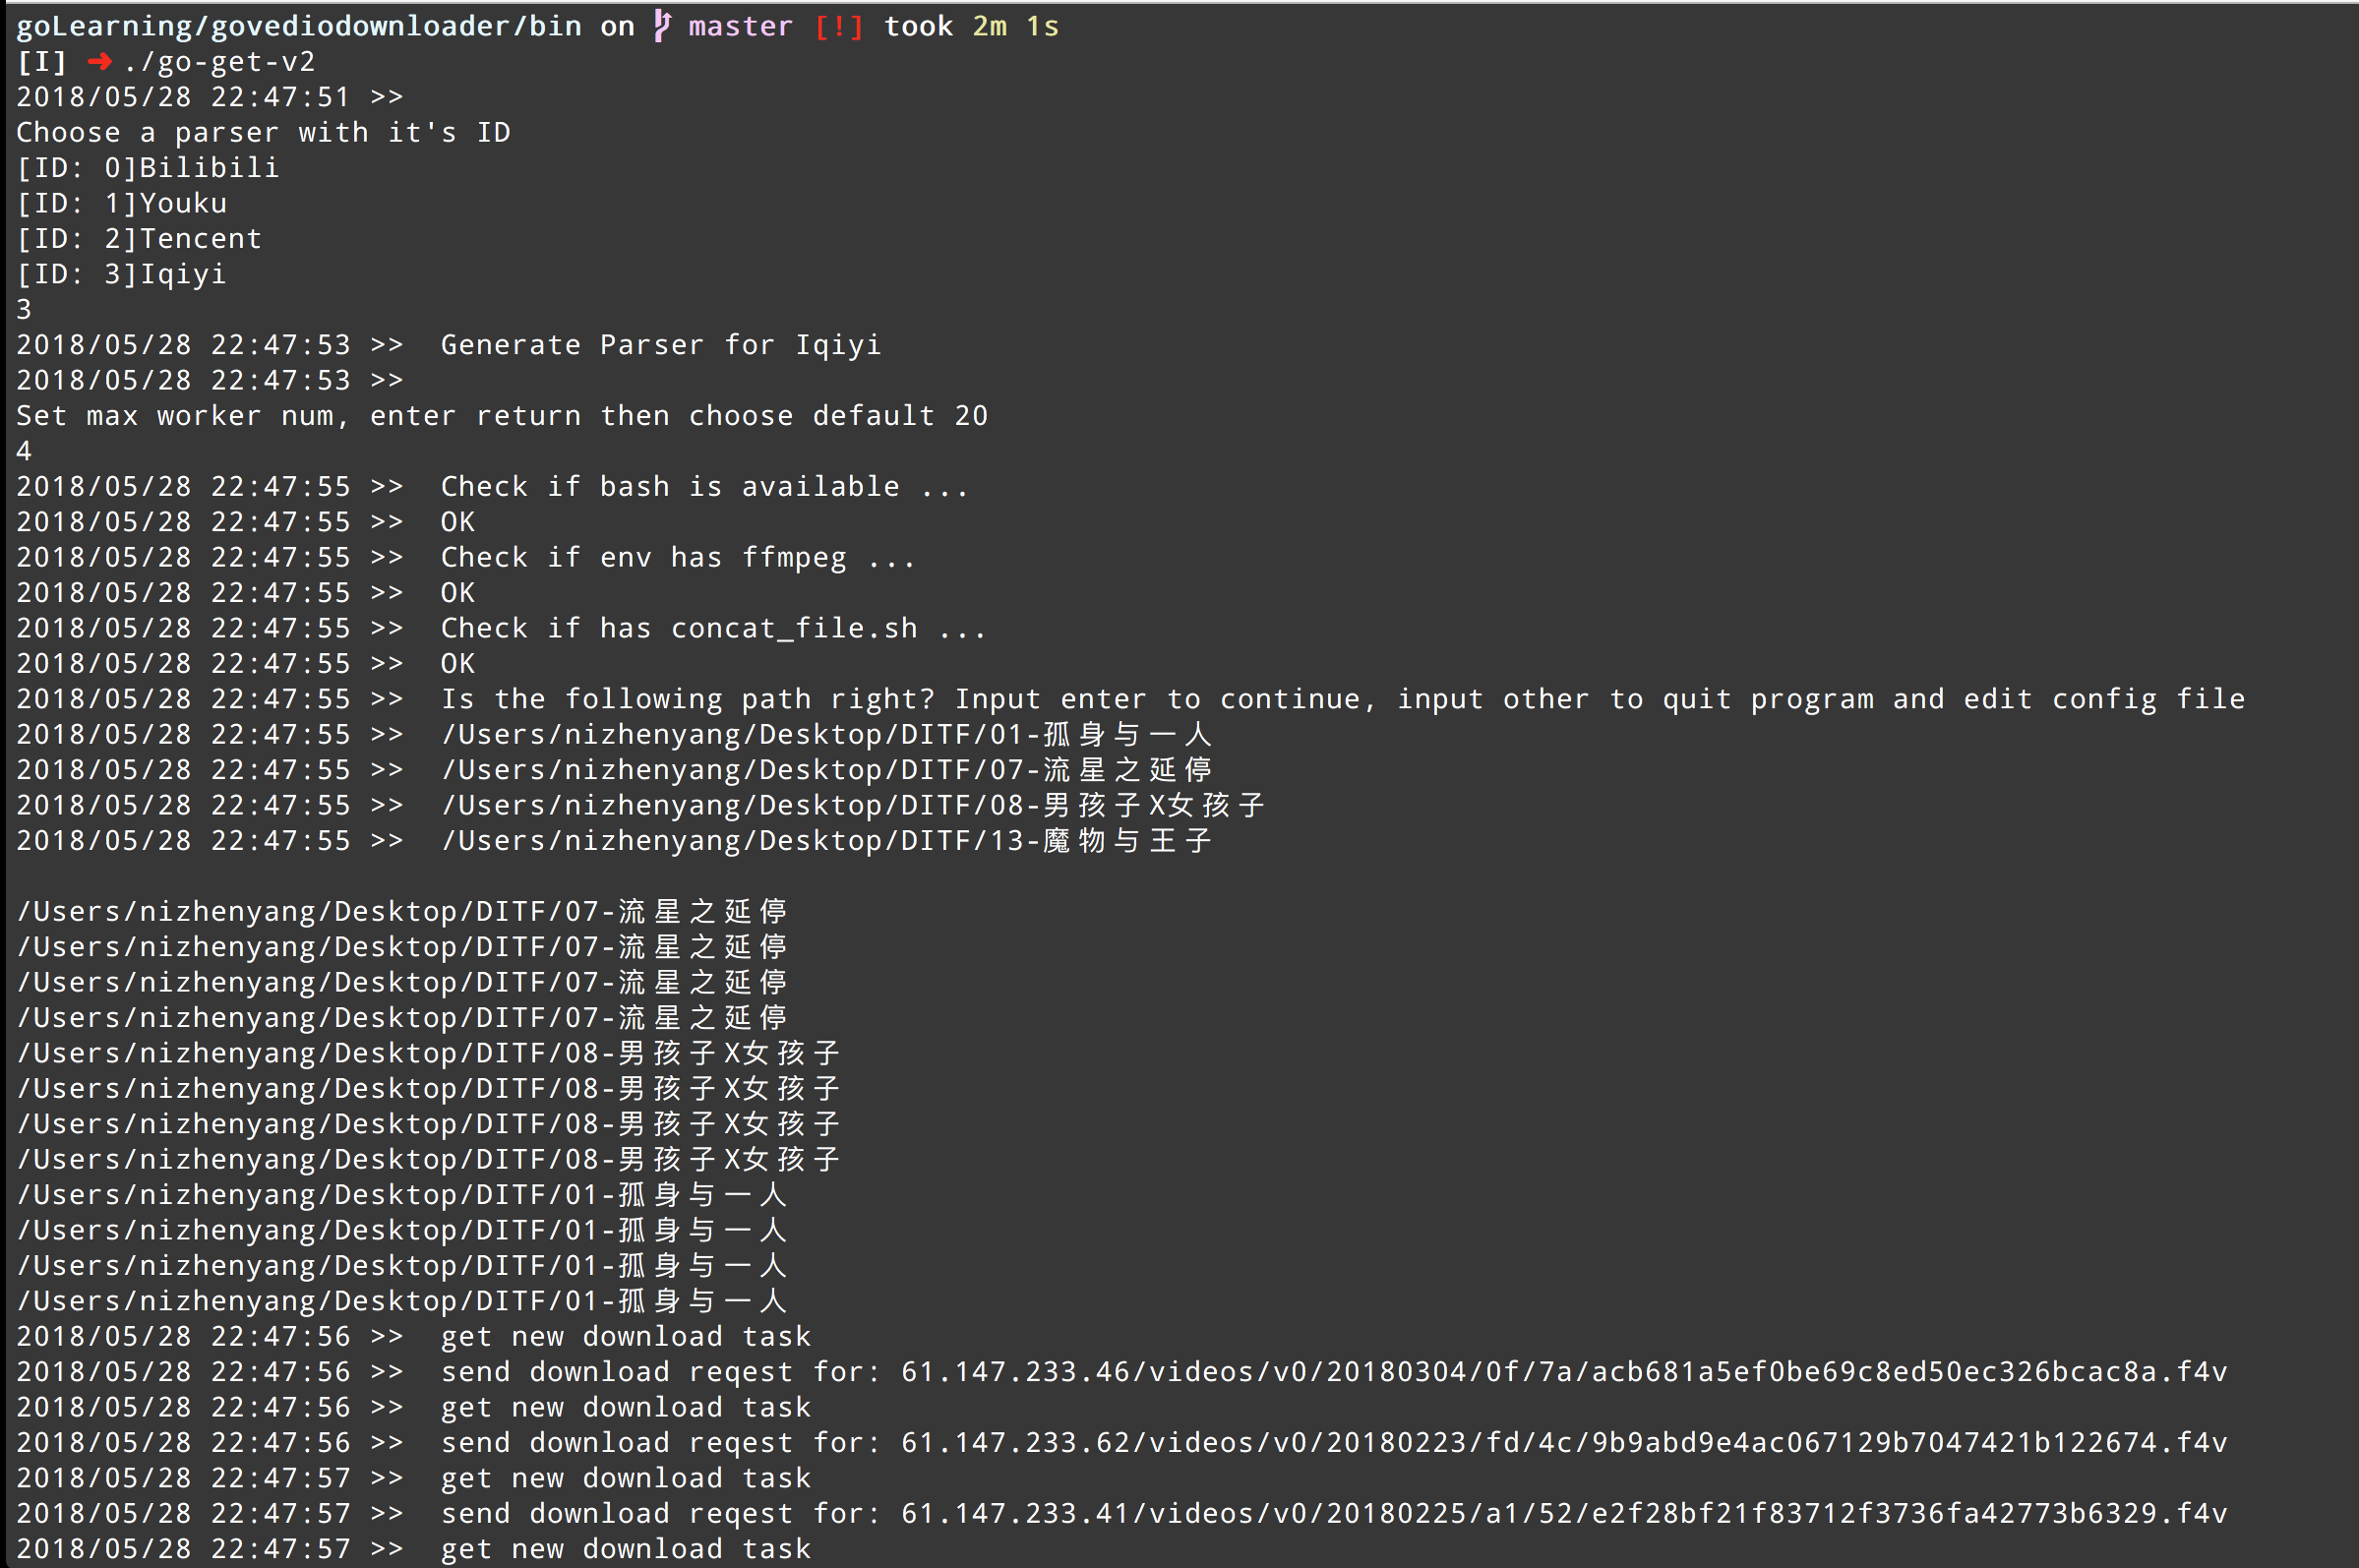 goLearning/govediodownloader/bin on master [!] took 2m 1s
[I] ➜ ./go-get-v2
2018/05/28 22:47:51 >>
Choose a parser with it's ID
[ID: 0]Bilibili
[ID: 1]Youku
[ID: 2]Tencent
[ID: 3]Iqiyi
3
2018/05/28 22:47:53 >>  Generate Parser for Iqiyi
2018/05/28 22:47:53 >>
Set max worker num, enter return then choose default 20
4
2018/05/28 22:47:55 >>  Check if bash is available ...
2018/05/28 22:47:55 >>  OK
2018/05/28 22:47:55 >>  Check if env has ffmpeg ...
2018/05/28 22:47:55 >>  OK
2018/05/28 22:47:55 >>  Check if has concat_file.sh ...
2018/05/28 22:47:55 >>  OK
2018/05/28 22:47:55 >>  Is the following path right? Input enter to continue, input other to quit program and edit config file
2018/05/28 22:47:55 >>  /Users/nizhenyang/Desktop/DITF/01-孤身与一人
2018/05/28 22:47:55 >>  /Users/nizhenyang/Desktop/DITF/07-流星之延停
2018/05/28 22:47:55 >>  /Users/nizhenyang/Desktop/DITF/08-男孩子X女孩子
2018/05/28 22:47:55 >>  /Users/nizhenyang/Desktop/DITF/13-魔物与王子
/Users/nizhenyang/Desktop/DITF/07-流星之延停
/Users/nizhenyang/Desktop/DITF/07-流星之延停
/Users/nizhenyang/Desktop/DITF/07-流星之延停
/Users/nizhenyang/Desktop/DITF/07-流星之延停
/Users/nizhenyang/Desktop/DITF/08-男孩子X女孩子
/Users/nizhenyang/Desktop/DITF/08-男孩子X女孩子
/Users/nizhenyang/Desktop/DITF/08-男孩子X女孩子
/Users/nizhenyang/Desktop/DITF/08-男孩子X女孩子
/Users/nizhenyang/Desktop/DITF/01-孤身与一人
/Users/nizhenyang/Desktop/DITF/01-孤身与一人
/Users/nizhenyang/Desktop/DITF/01-孤身与一人
/Users/nizhenyang/Desktop/DITF/01-孤身与一人
2018/05/28 22:47:56 >>  get new download task
2018/05/28 22:47:56 >>  send download reqest for: 61.147.233.46/videos/v0/20180304/0f/7a/acb681a5ef0be69c8ed50ec326bcac8a.f4v
2018/05/28 22:47:56 >>  get new download task
2018/05/28 22:47:56 >>  send download reqest for: 61.147.233.62/videos/v0/20180223/fd/4c/9b9abd9e4ac067129b7047421b122674.f4v
2018/05/28 22:47:57 >>  get new download task
2018/05/28 22:47:57 >>  send download reqest for: 61.147.233.41/videos/v0/20180225/a1/52/e2f28bf21f83712f3736fa42773b6329.f4v
2018/05/28 22:47:57 >>  get new download task